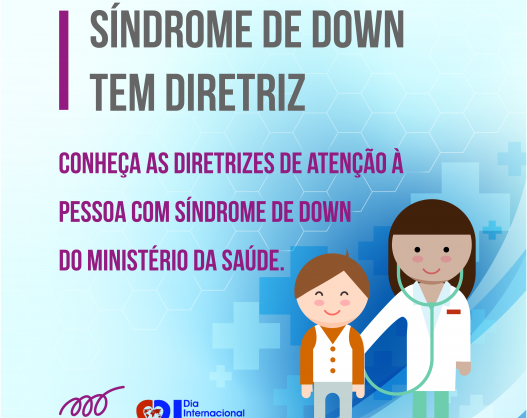 SÍNDROME DE DOWN
TEM DIRETRIZ
CONHEÇA AS DIRETRIZES DE ATENÇÃO À
PESSOA COM SÍNDROME DE DOWN
DO MINISTÉRIO DA SAÚDE.
Dia
Internacional